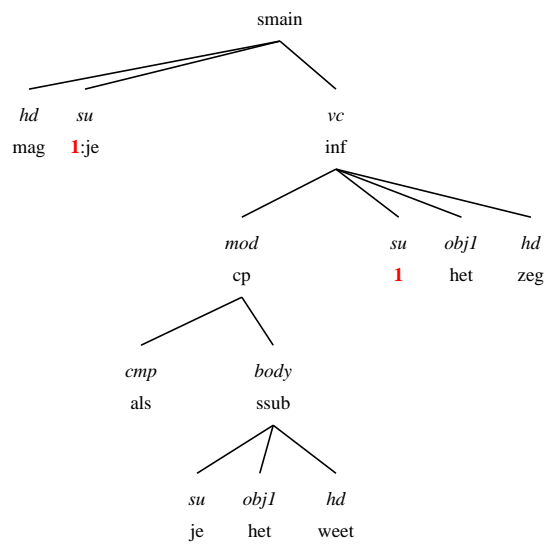 smain
hd su vc
mag 1:je inf
mod su obj1 hd
cp 1 het zeg
cmp body
als ssub
su obj1 hd
je het weet